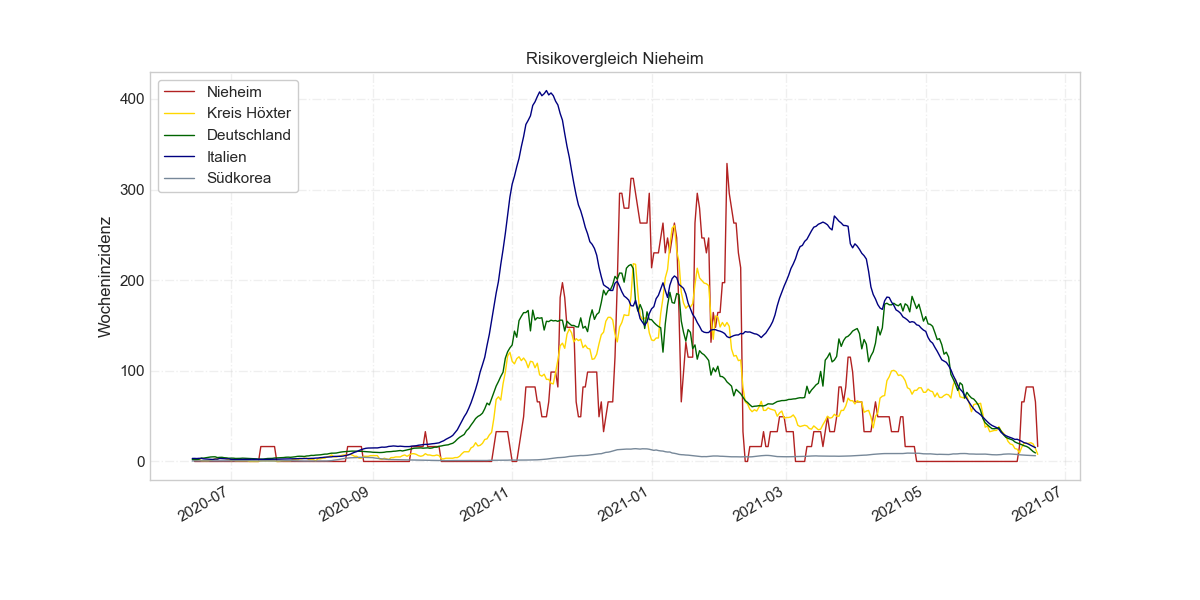 Risikovergleich Nieheim
Nieheim
Kreis Höxter
Deutschland
Italien
Südkorea
Wocheninzidenz
400
300
200
100
0
2020-07
2020-09
2020-11
2021-01
2021-03
2021-05
2021-07